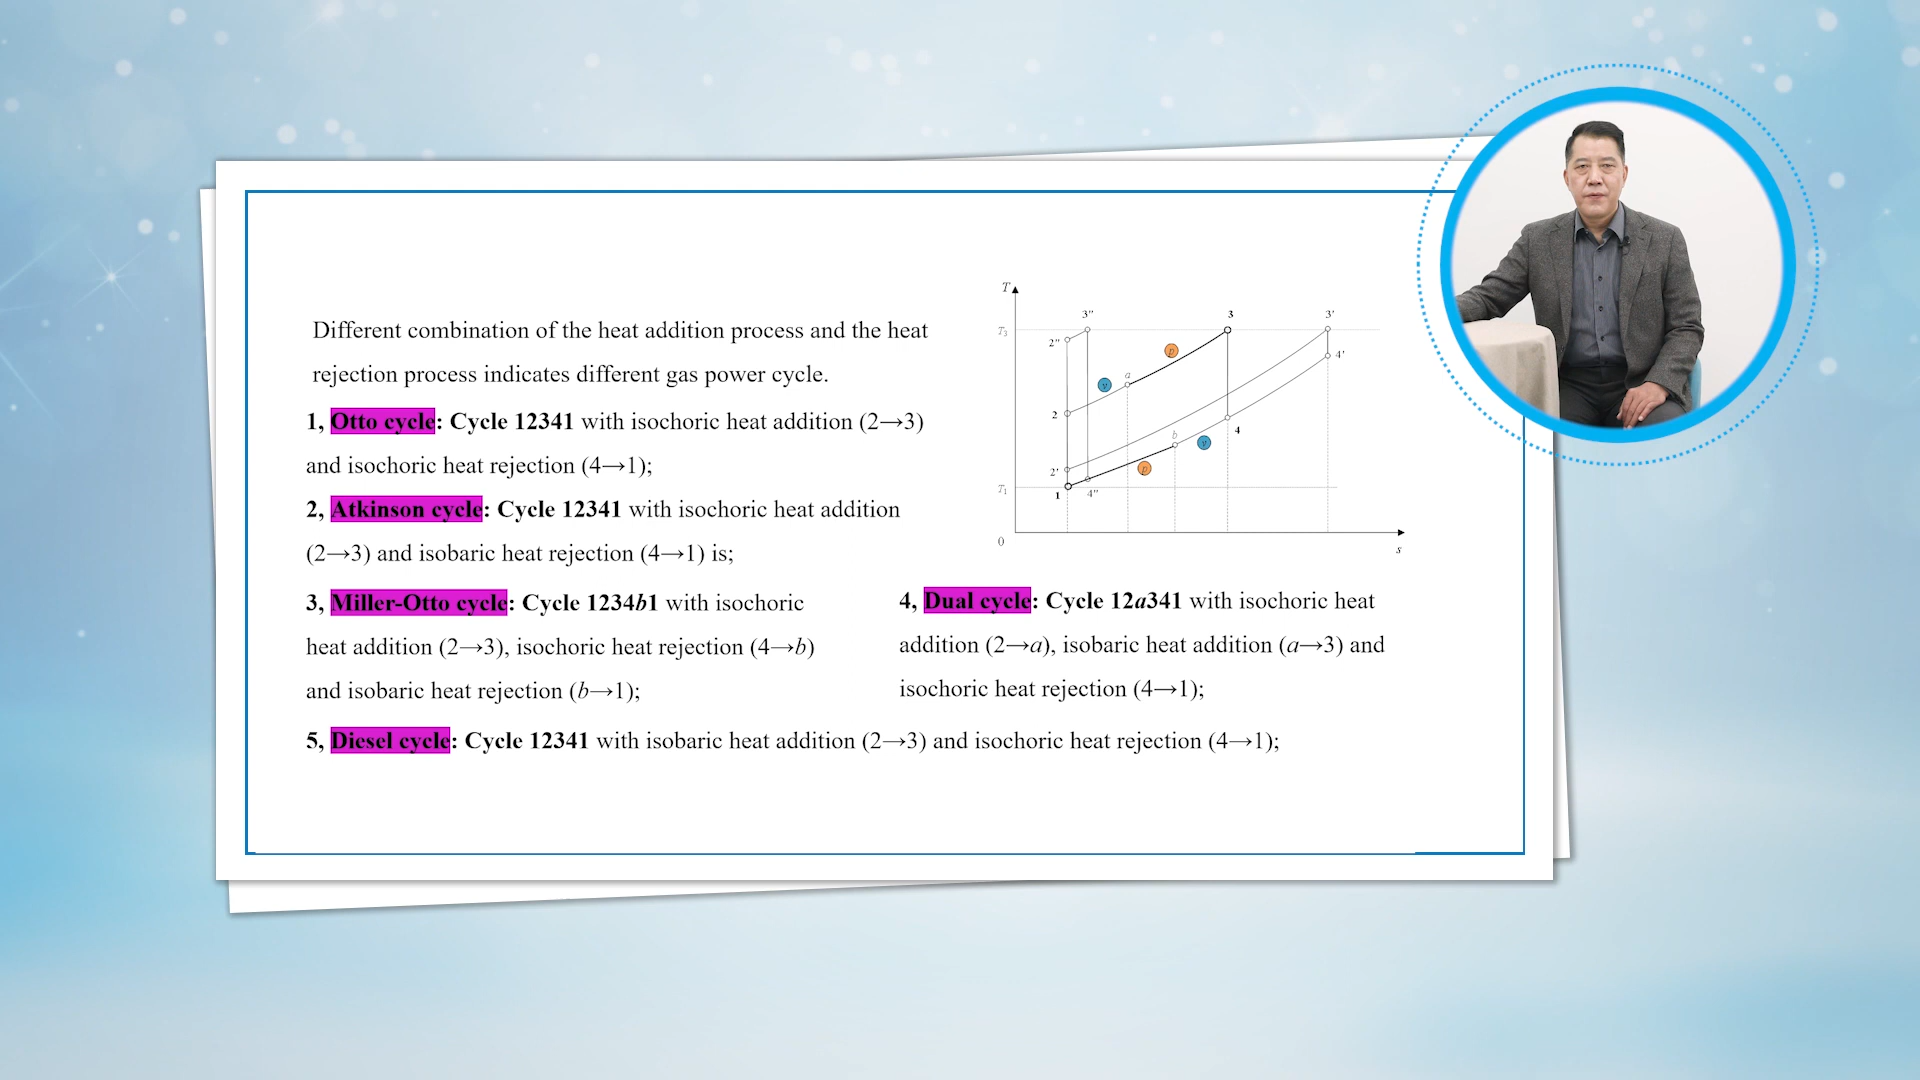 Different combination of the heat addition process and the heat
rejection process indicates different gas power cycle.
1, Otto cycle: Cycle 12341 with isochoric heat addition (2→3)
and isochoric heat rejection (4→1);
2, Atkinson cycle: Cycle 12341 with isochoric heat addition
(2→3) and isobaric heat rejection (4→1) is;
3, Miller-Otto cycle: Cycle 1234b1 with isochoric
heat addition (2→3), isochoric heat rejection (4→b)
and isobaric heat rejection (b→1);
4, Dual cycle: Cycle 12a341 with isochoric heat
addition (2→a), isobaric heat addition (a→3) and
isochoric heat rejection (4→1);
5, Diesel cycle: Cycle 12341 with isobaric heat addition (2→3) and isochoric heat rejection (4→1);
T
3" 3 3'
T3
2"
p
4'
v
a
2
4
b
v
2'
p
T1
1
4"
0
s